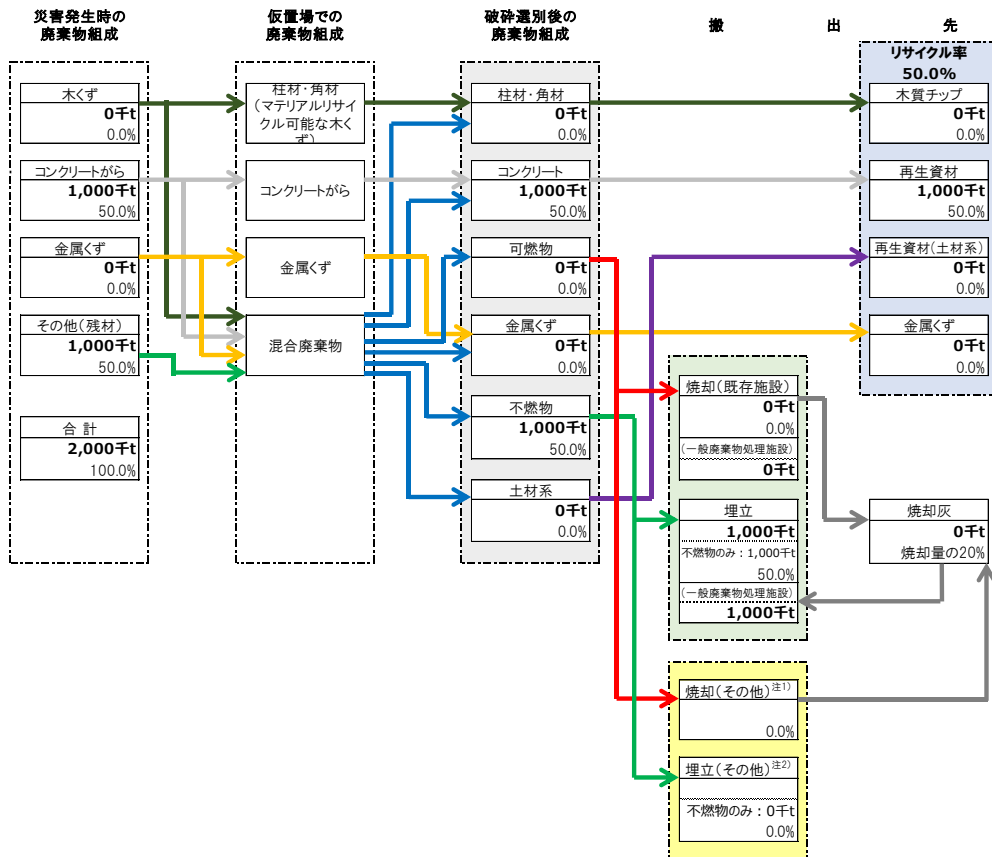 災害発生時の
廃棄物組成
仮置場での
廃棄物組成
破砕選別後の
廃棄物組成
搬 出 先
木くず
0千t
0.0%
コンクリートがら
1,000千t
50.0%
金属くず
0千t
0.0%
その他(残材)
1,000千t
50.0%
合 計
2,000千t
100.0%
柱材・角材
(マテリアルリサイ
クル可能な木く
ず)
コンクリートがら
金属くず
混合廃棄物
柱材・角材
0千t
0.0%
コンクリート
1,000千t
50.0%
可燃物
0千t
0.0%
金属くず
0千t
0.0%
不燃物
1,000千t
50.0%
土材系
0千t
0.0%
リサイクル率
50.0%
木質チップ
0千t
0.0%
再生資材
1,000千t
50.0%
再生資材(土材系)
0千t
0.0%
金属くず
0千t
0.0%
焼却(既存施設)
0千t
0.0%
(一般廃棄物処理施設)
0千t
埋立
1,000千t
不燃物のみ:1,000千t
50.0%
(一般廃棄物処理施設)
1,000千t
焼却灰
0千t
焼却量の20%
焼却(その他)注1)
0.0%
埋立(その他)注2)
不燃物のみ:0千t
0.0%